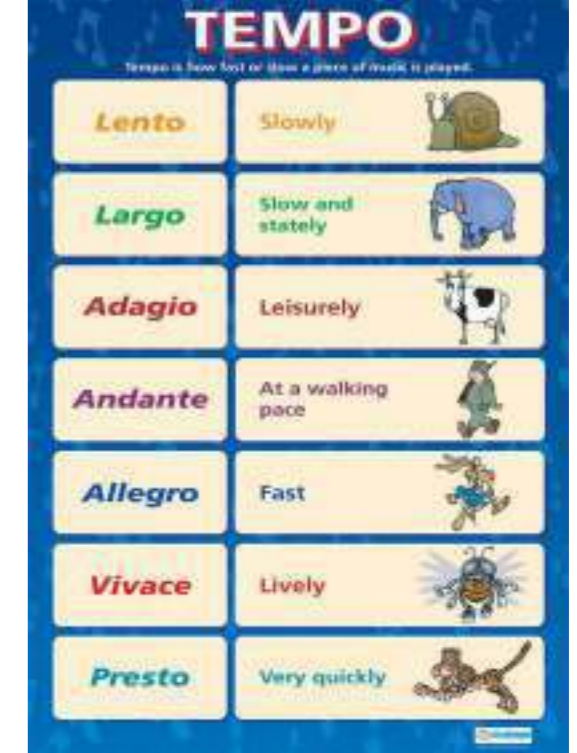 TEMPO
Tempo is how fast or slow a piece of music is played.
Lento
Slowly
Largo
Slow and
stately
Adagio
Leisurely
Andante
At a walking
pace
Allegro
Fast
Vivace
Lively
Presto
Very quickly